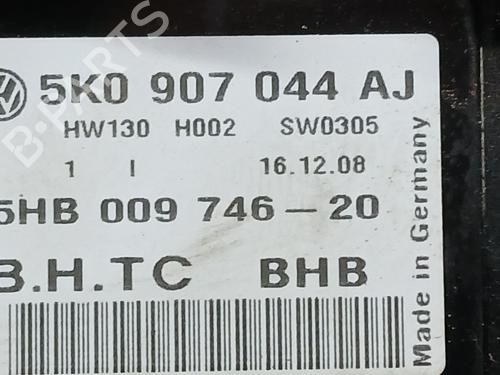 5K0 907 044 AJ
HW130 H002 SW0305
1 I 16.12.08
5HB 009 746-20
B.H.TC BHB
Made in Germany
B-PARTS